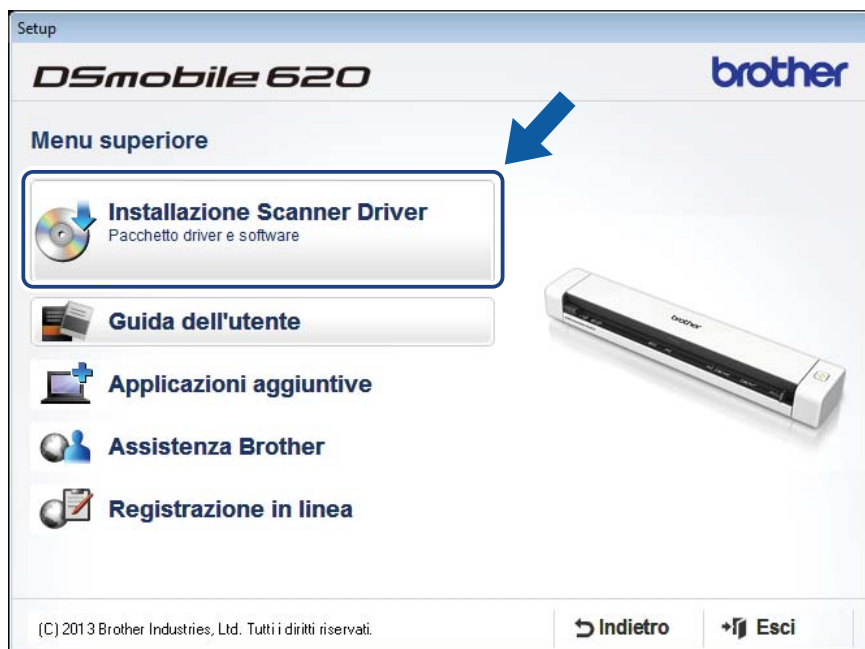 Setup
DSmobile 620
brother
Menu superiore
Installazione Scanner Driver
Pacchetto driver e software
Guida dell'utente
Applicazioni aggiuntive
Assistenza Brother
Registrazione in linea
brother
(C) 2013 Brother Industries, Ltd. Tutti i diritti riservati.
Indietro
Esci